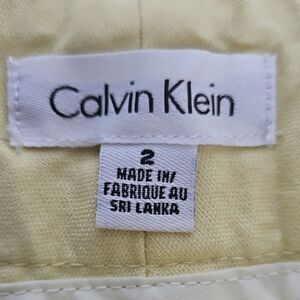 Calvin Klein
2
MADE IN/
FABRIQUE AU
SRI LANKA